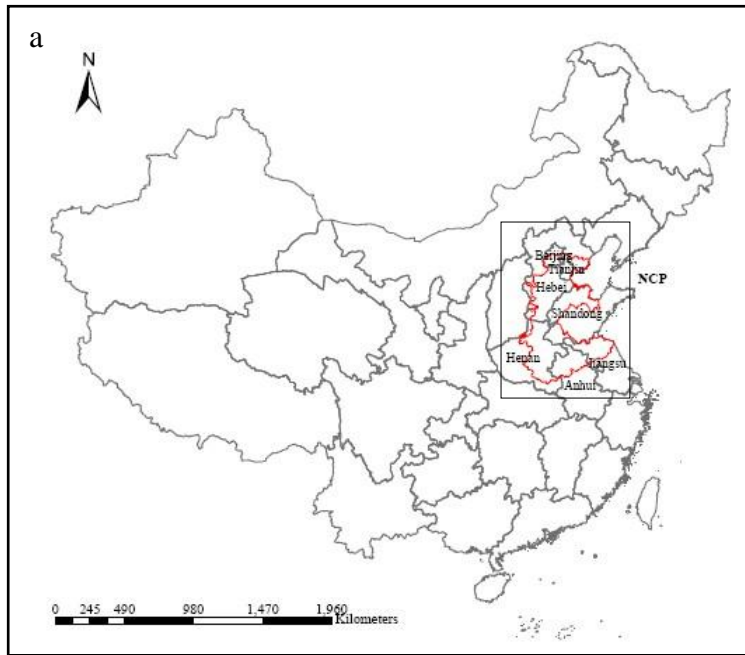 a
N
Beijing
Tianjin
Hebei
NCP
Shandong
Henan
Jiangsu
Anhui
0 245 490 980 1,470 1,960
Kilometers